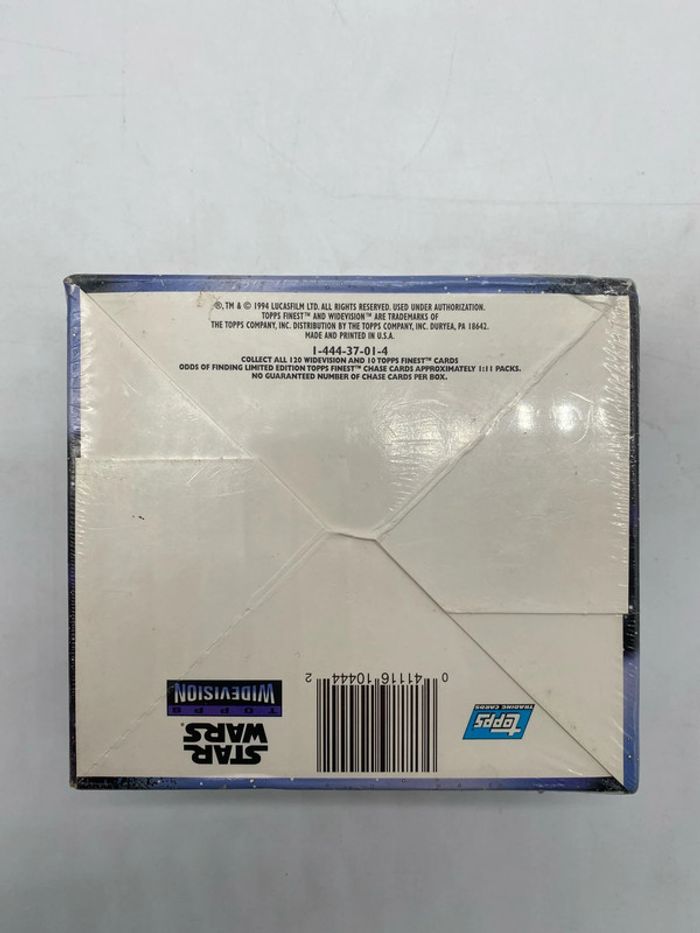 ®, TM & © 1994 LUCASFILM LTD. ALL RIGHTS RESERVED. USED UNDER AUTHORIZATION.
TOPPS FINEST™ AND WIDEVISION™ ARE TRADEMARKS OF
THE TOPPS COMPANY, INC. DISTRIBUTION BY THE TOPPS COMPANY, INC. DURYEA, PA 18642.
MADE AND PRINTED IN U.S.A.
1-444-37-01-4
COLLECT ALL 120 WIDEVISION AND 10 TOPPS FINEST™ CARDS
ODDS OF FINDING LIMITED EDITION TOPPS FINEST™ CHASE CARDS APPROXIMATELY 1:11 PACKS.
NO GUARANTEED NUMBER OF CHASE CARDS PER BOX.
STAR
WARS
TOPPS
WIDEVISION
0 41116 10444 2
topps
TRADING CARDS